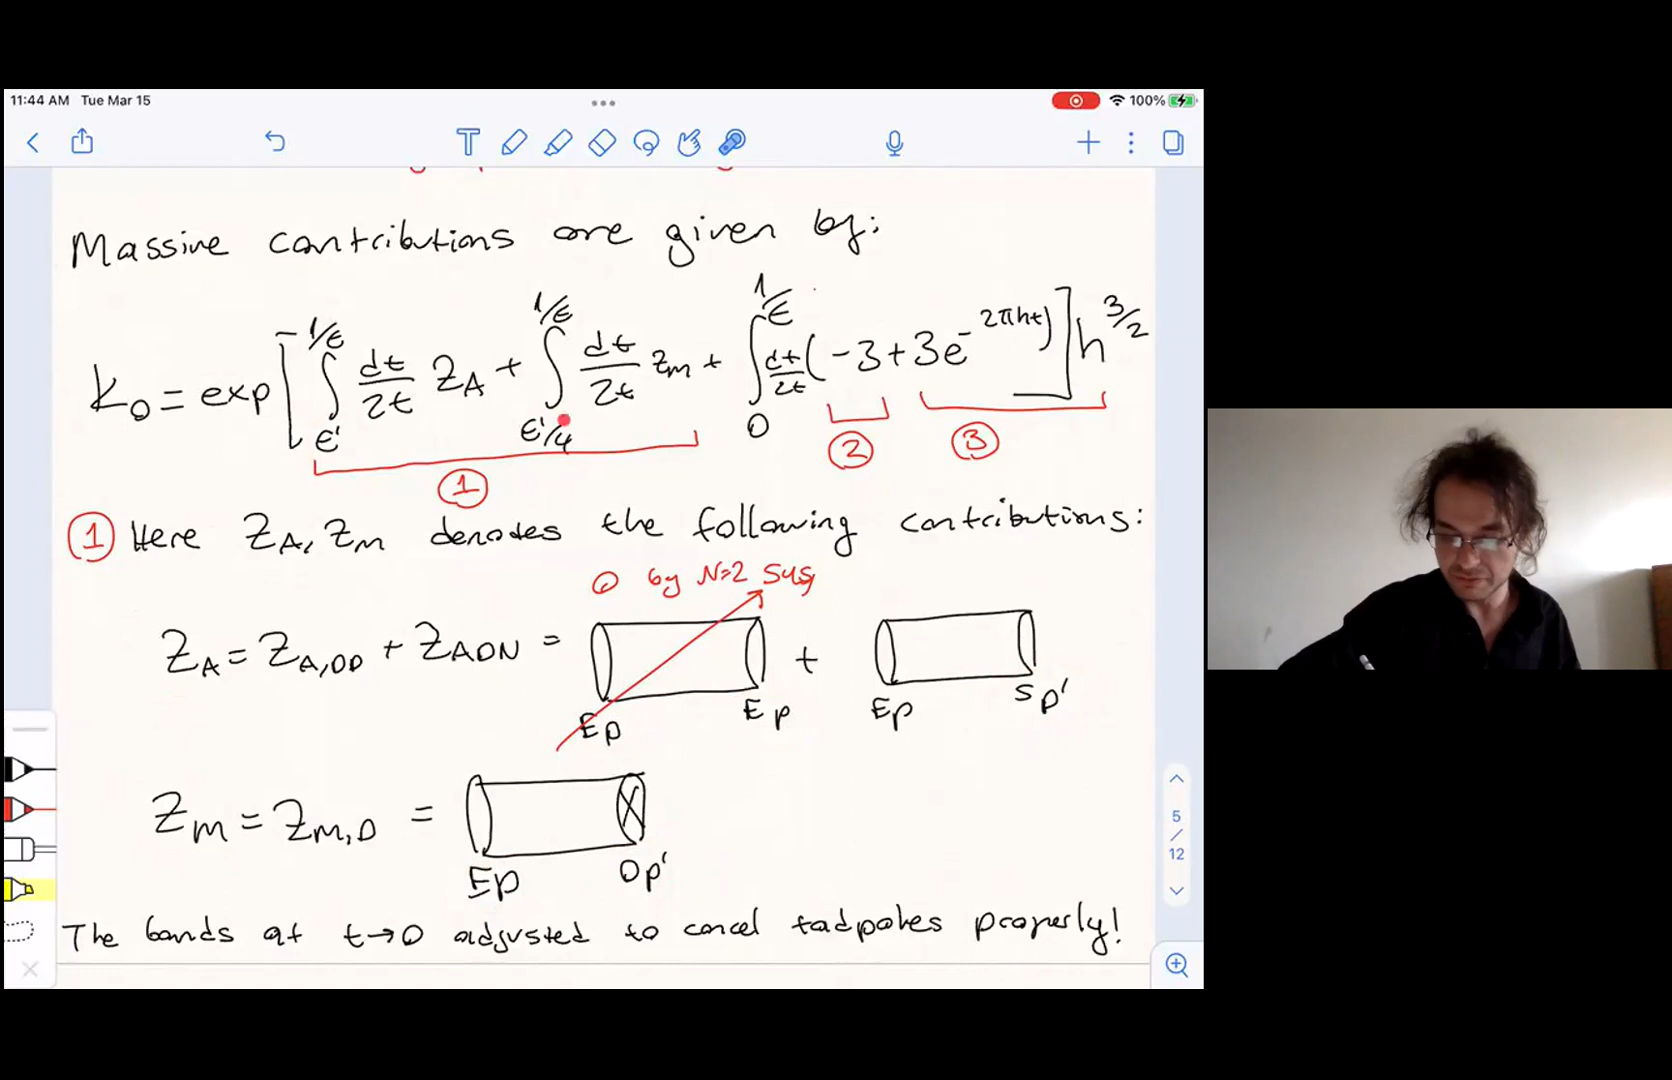 11:44 AM Tue Mar 15
100%
Massive contributions are given by:
K₀ = exp[ ∫_{ε'}^{1/ε} dt/2t Z_A + ∫_{ε'/4}^{1/ε} dt/2t Z_M + ∫_0^{1/ε} dt/2t (-3 + 3e^{-2πht}) ] h^{3/2}
① ② ③
① Here Z_A, Z_M denotes the following contributions:
0 by N=2 susy
Z_A = Z_{A,DD} + Z_{ADN} = +
Ep Ep Ep Sp'
Z_M = Z_{M,D} =
Ep Op'
The bonds at t→0 adjusted to cancel tadpoles properly!
5
/
12